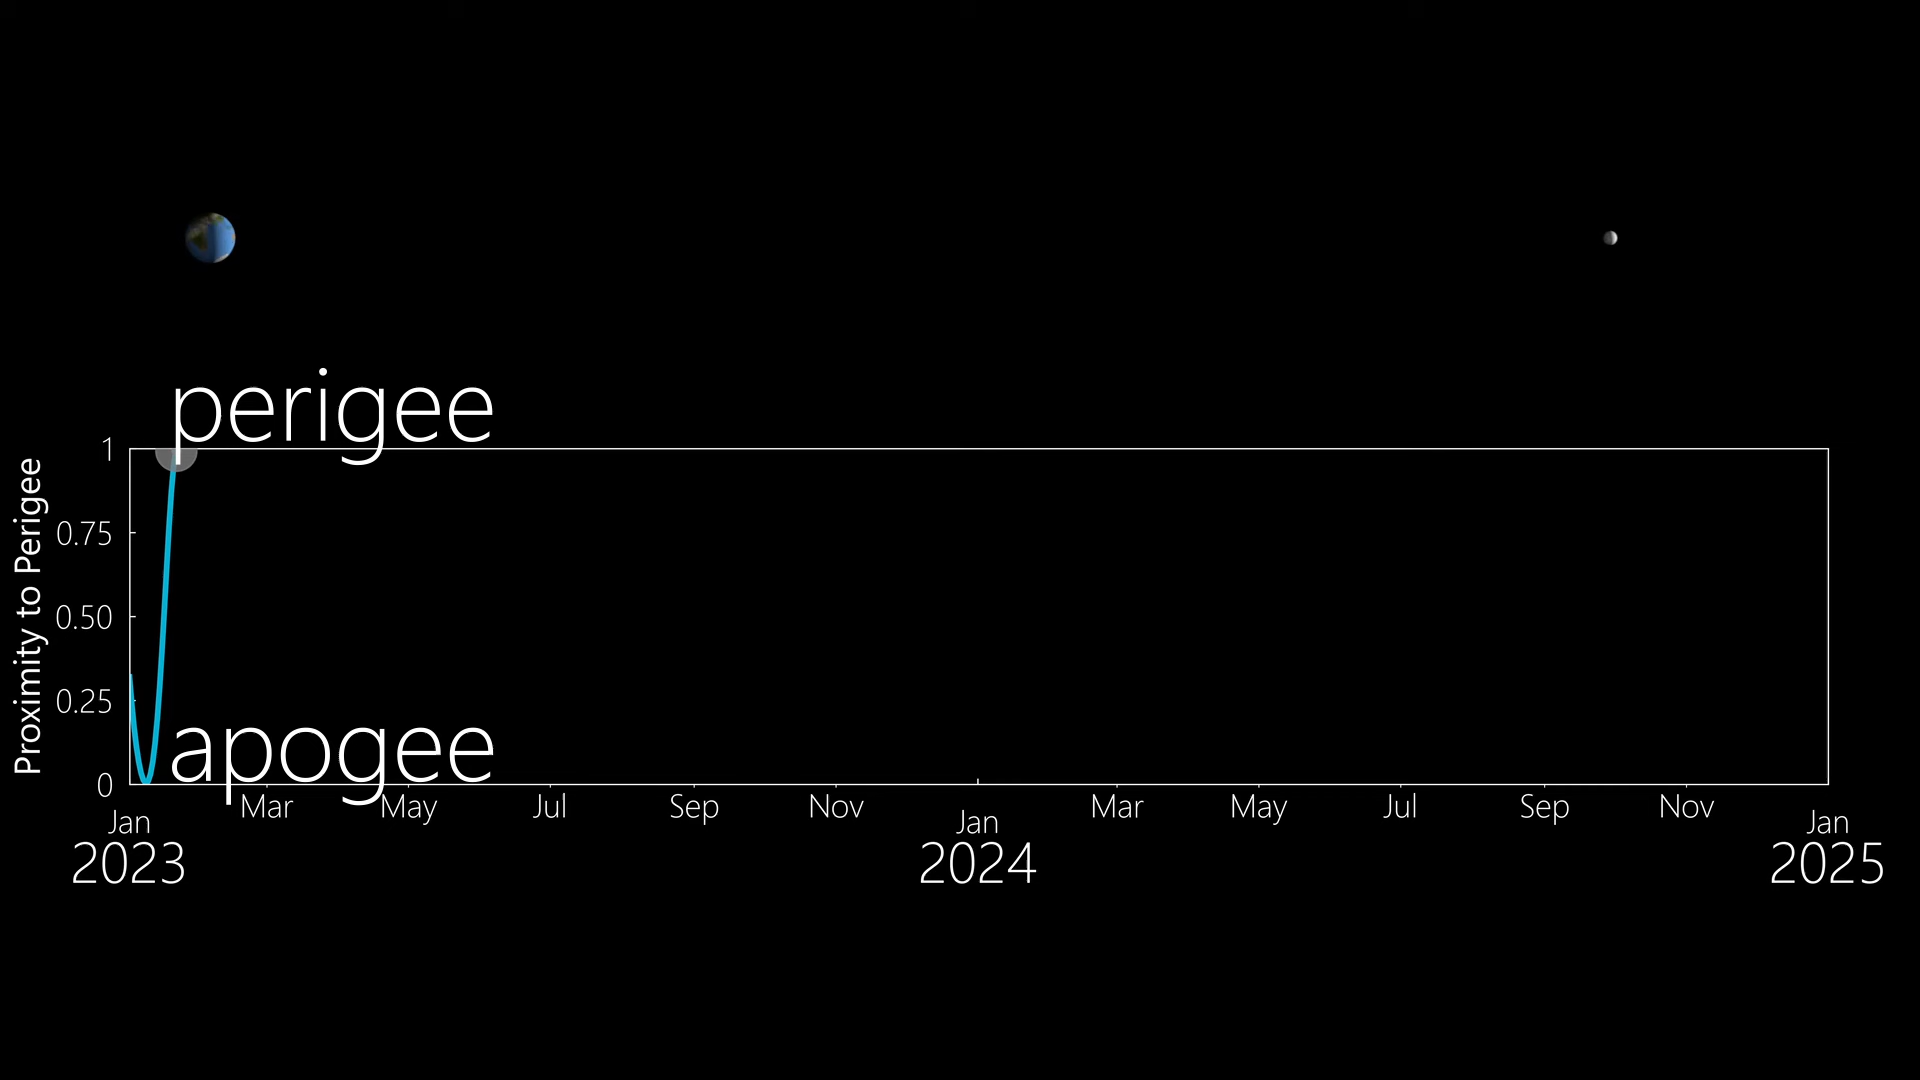 perigee
1
0.75
0.50
0.25
0
Proximity to Perigee
apogee
Jan Mar May Jul Sep Nov Jan Mar May Jul Sep Nov Jan
2023 2024 2025